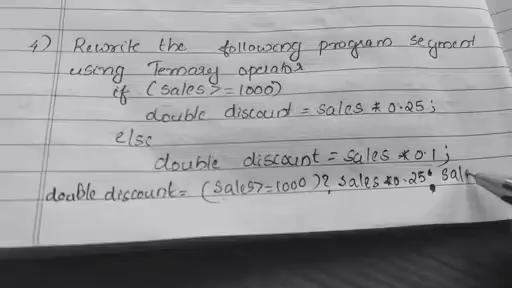 4) Rewrite the following program segment
using Ternary operator
if (sales>=1000)
double discount = sales * 0.25;
else
double discount = sales * 0.1;
double discount = (sales>=1000)? sales*0.25: sal